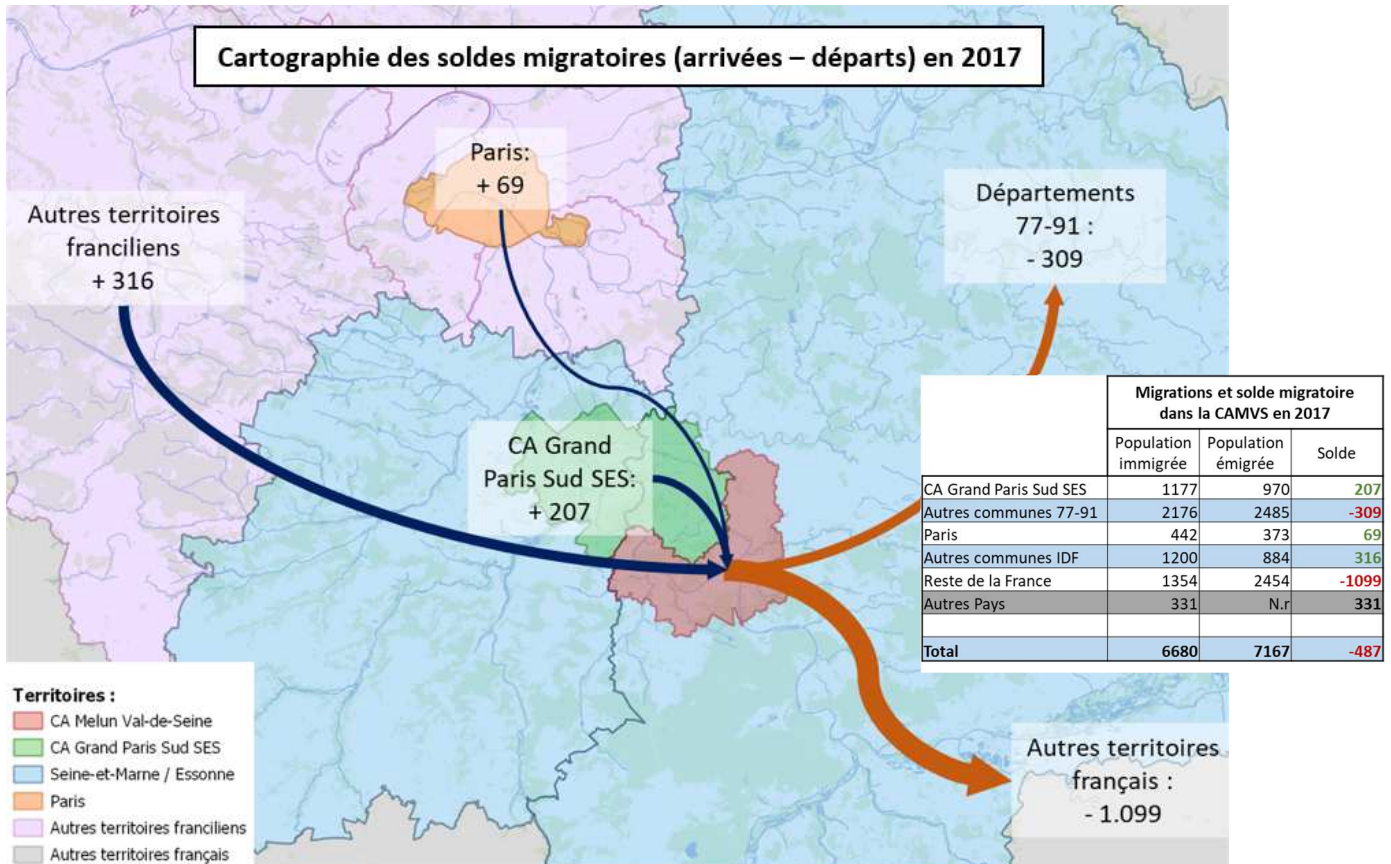 Cartographie des soldes migratoires (arrivées – départs) en 2017
Paris:
+ 69
Autres territoires
franciliens
+ 316
Départements
77-91 :
- 309
CA Grand
Paris Sud SES:
+ 207
Migrations et solde migratoire
dans la CAMVS en 2017
Population immigrée Population émigrée Solde
CA Grand Paris Sud SES 1177 970 207
Autres communes 77-91 2176 2485 -309
Paris 442 373 69
Autres communes IDF 1200 884 316
Reste de la France 1354 2454 -1099
Autres Pays 331 N.r 331
Total 6680 7167 -487
Autres territoires
français :
- 1.099
Territoires :
CA Melun Val-de-Seine
CA Grand Paris Sud SES
Seine-et-Marne / Essonne
Paris
Autres territoires franciliens
Autres territoires français